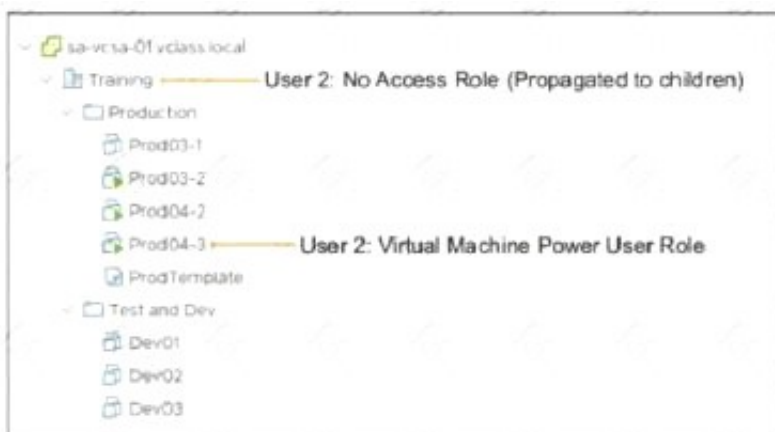 sa-vcsa-01.vclass.local
Training User 2: No Access Role (Propagated to children)
Production
Prod03-1
Prod03-2
Prod04-2
Prod04-3 User 2: Virtual Machine Power User Role
ProdTemplate
Test and Dev
Dev01
Dev02
Dev03